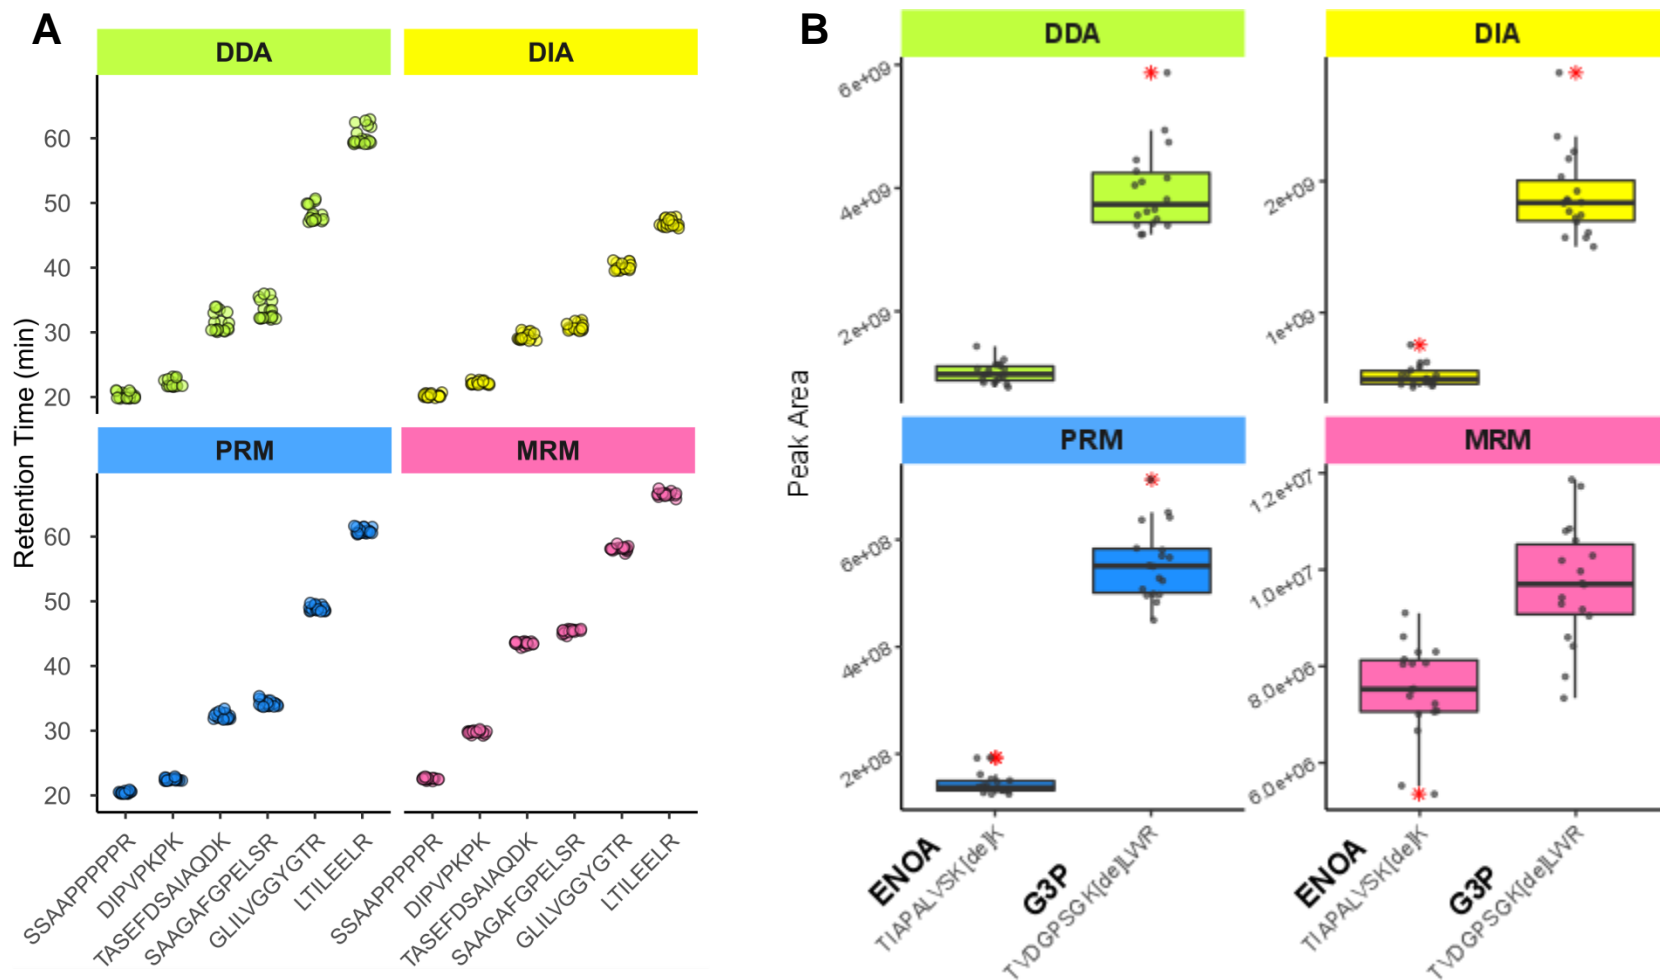 A
DDA
DIA
60
50
40
30
20
PRM
MRM
60
50
40
30
20
Retention Time (min)
SSAAPPPPPR
DIPVPKPK
TASEFDSAIAQDK
SAAGAFGPELSR
GLILVGGYGTR
LTILEELR
SSAAPPPPPR
DIPVPKPK
TASEFDSAIAQDK
SAAGAFGPELSR
GLILVGGYGTR
LTILEELR
B
DDA
DIA
6e+09
4e+09
2e+09
2e+09
1e+09
PRM
MRM
6e+08
4e+08
2e+08
1.2e+07
1.0e+07
8.0e+06
6.0e+06
Peak Area
ENOA
TIAPALVSK[de]K
G3P
TVDGPSGK[de]LWR
ENOA
TIAPALVSK[de]K
G3P
TVDGPSGK[de]LWR